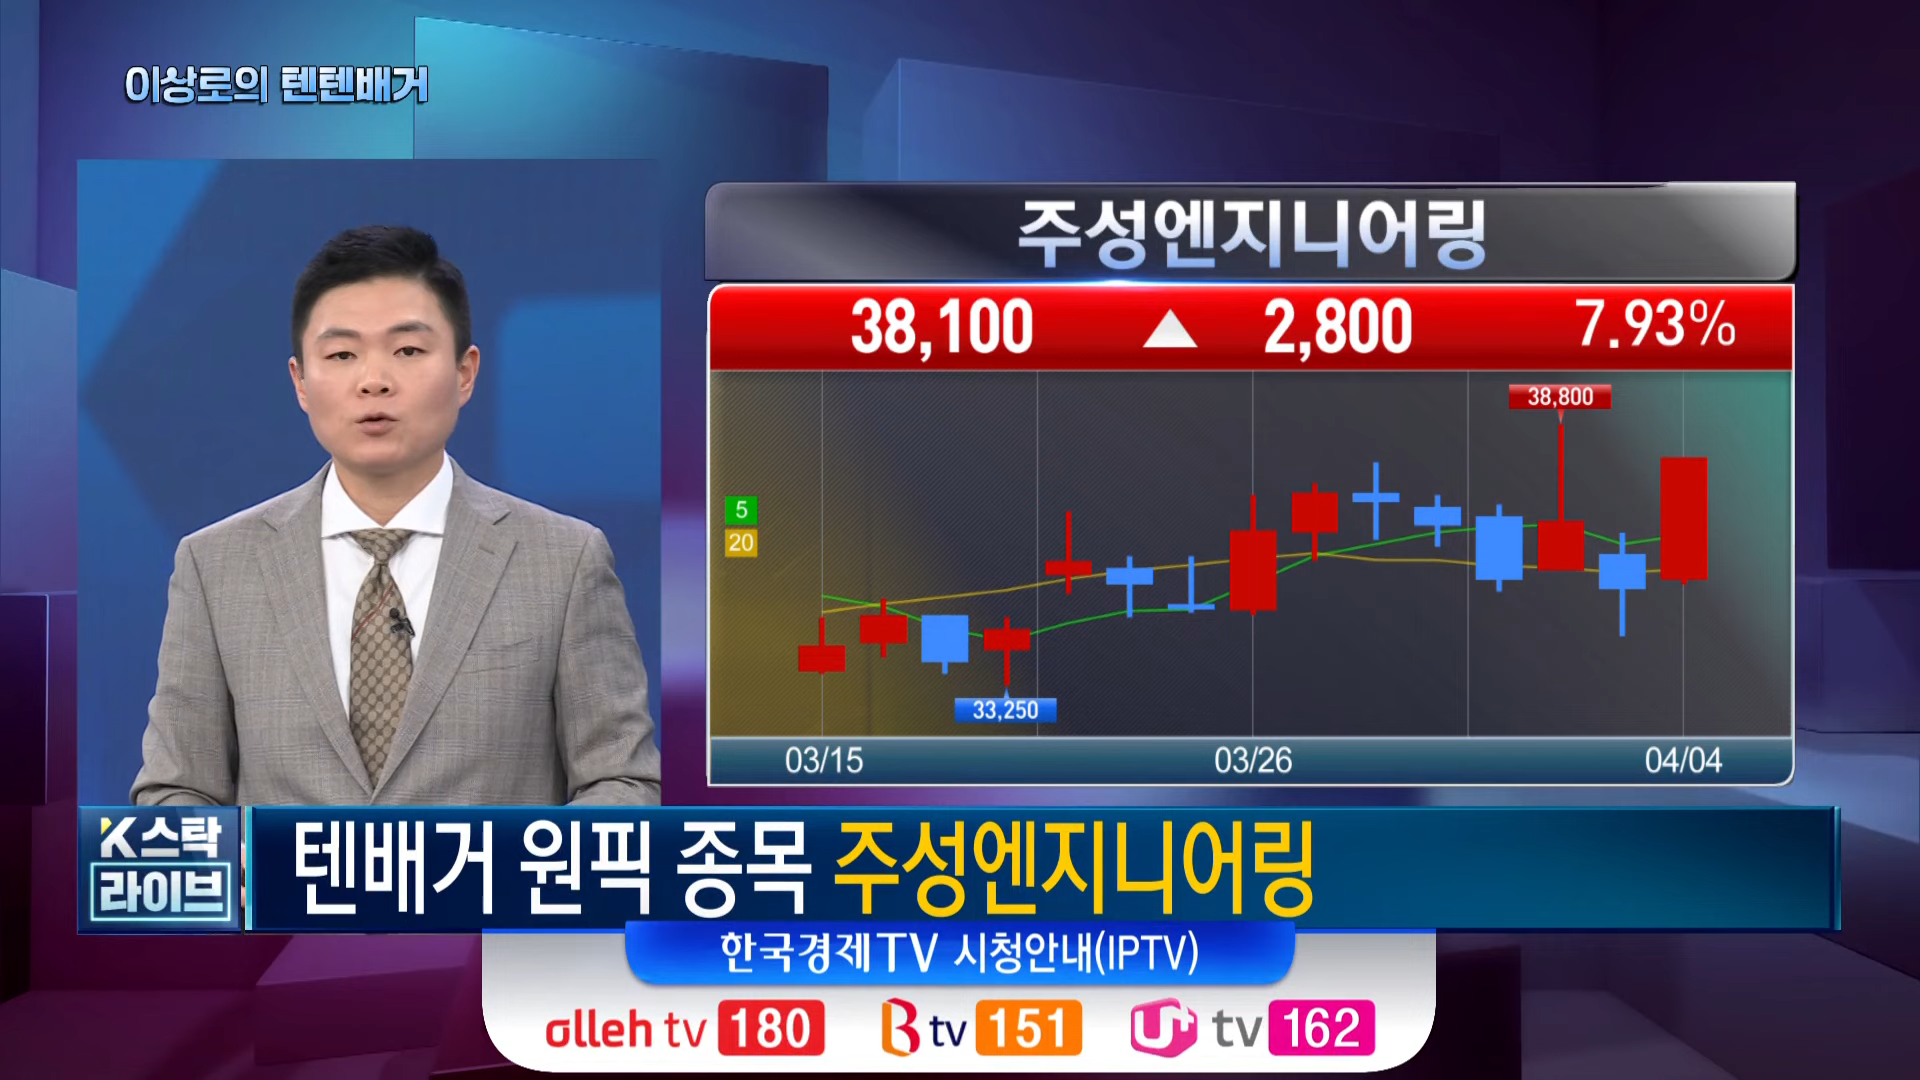 이상로의 텐텐배거
주성엔지니어링
38,100 ▲ 2,800 7.93%
38,800
5
20
33,250
03/15 03/26 04/04
K스탁
라이브
텐배거 원픽 종목 주성엔지니어링
한국경제TV 시청안내(IPTV)
olleh tv 180 B tv 151 U+ tv 162